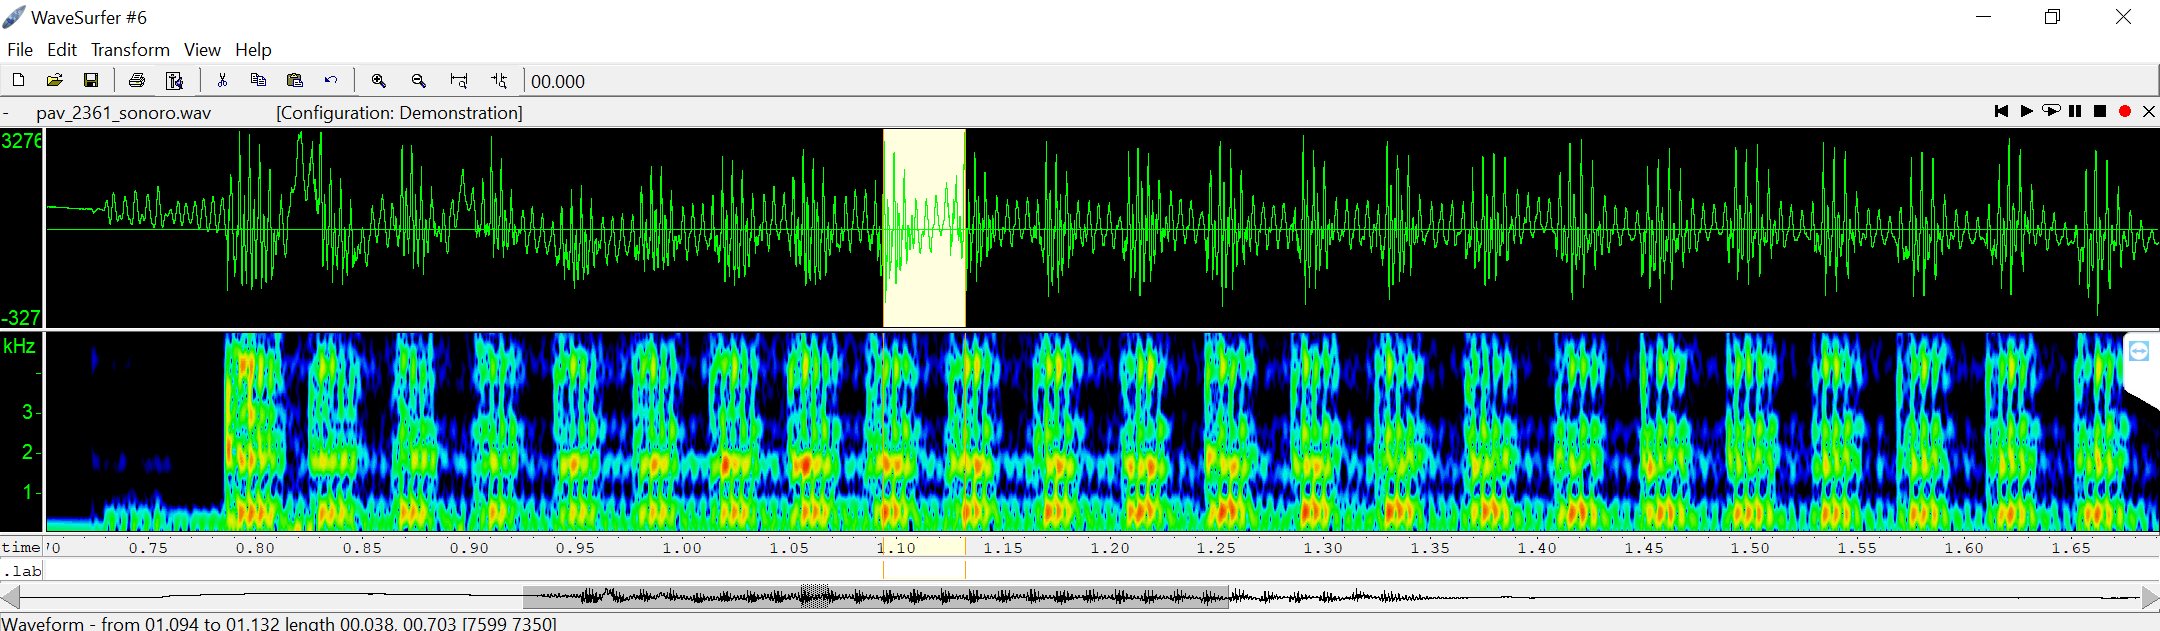 WaveSurfer #6
File Edit Transform View Help
00.000
- pav_2361_sonoro.wav [Configuration: Demonstration]
3276
-327
kHz
3
2
1
time 70 0.75 0.80 0.85 0.90 0.95 1.00 1.05 1.10 1.15 1.20 1.25 1.30 1.35 1.40 1.45 1.50 1.55 1.60 1.65
.lab
Waveform - from 01.094 to 01.132 length 00.038, 00.703 [7599 7350]